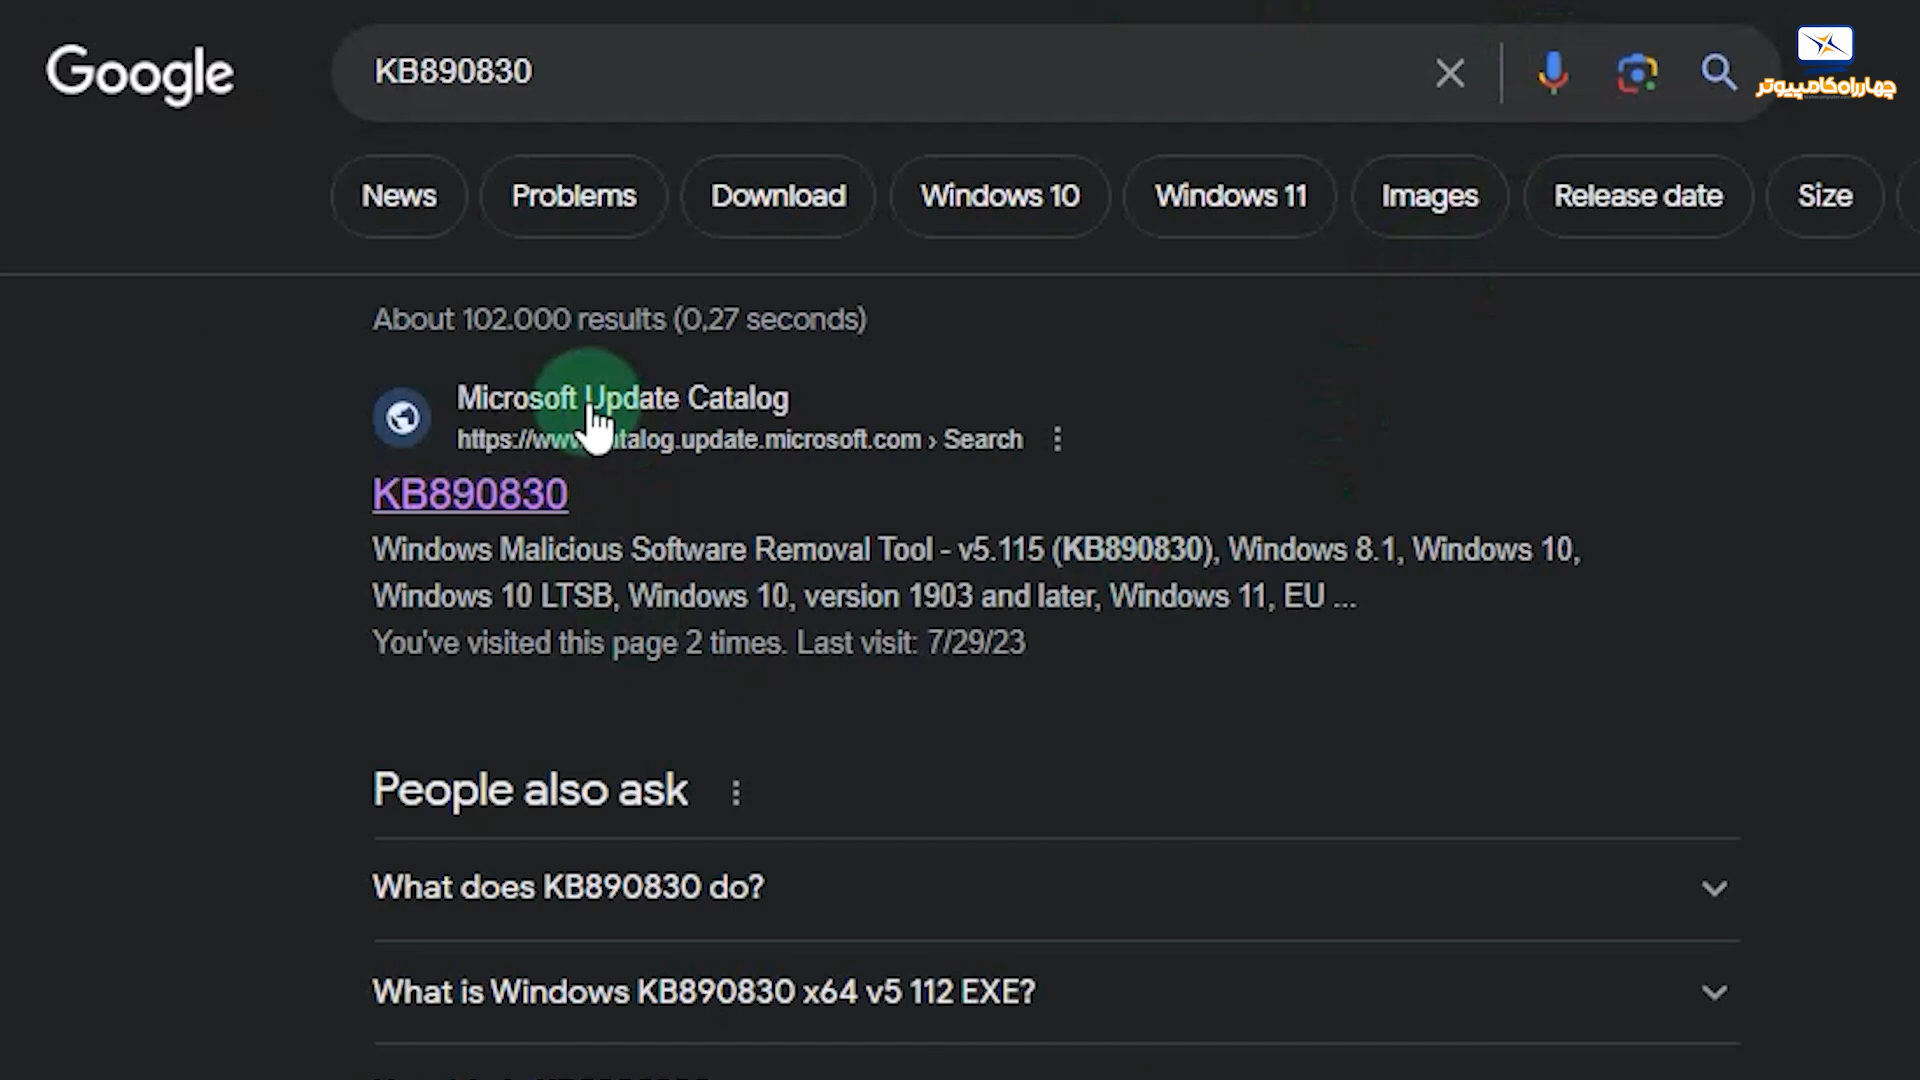 Google
KB890830
چهارراه کامپیوتر
News
Problems
Download
Windows 10
Windows 11
Images
Release date
Size
About 102.000 results (0,27 seconds)
Microsoft Update Catalog
https://www.catalog.update.microsoft.com › Search
KB890830
Windows Malicious Software Removal Tool - v5.115 (KB890830), Windows 8.1, Windows 10,
Windows 10 LTSB, Windows 10, version 1903 and later, Windows 11, EU ...
You've visited this page 2 times. Last visit: 7/29/23
People also ask
What does KB890830 do?
What is Windows KB890830 x64 v5 112 EXE?